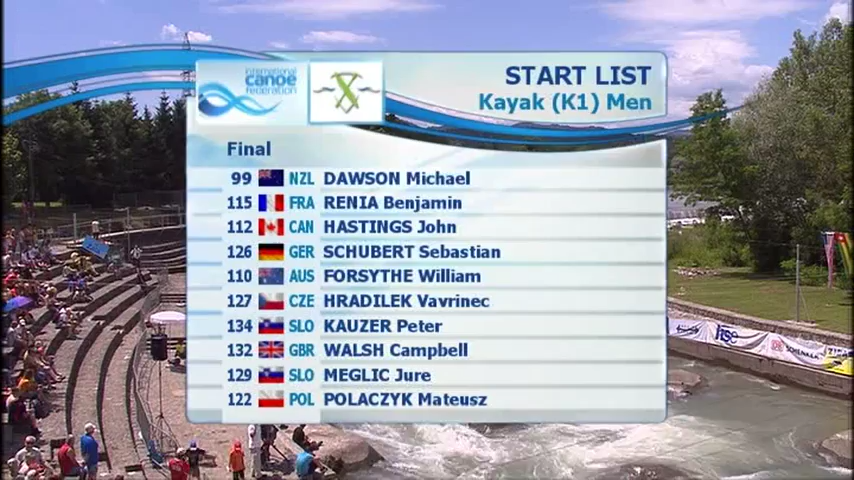 international
canoe
federation
START LIST
Kayak (K1) Men
Final
99 NZL DAWSON Michael
115 FRA RENIA Benjamin
112 CAN HASTINGS John
126 GER SCHUBERT Sebastian
110 AUS FORSYTHE William
127 CZE HRADILEK Vavrinec
134 SLO KAUZER Peter
132 GBR WALSH Campbell
129 SLO MEGLIC Jure
122 POL POLACZYK Mateusz
hse
SCHENKER